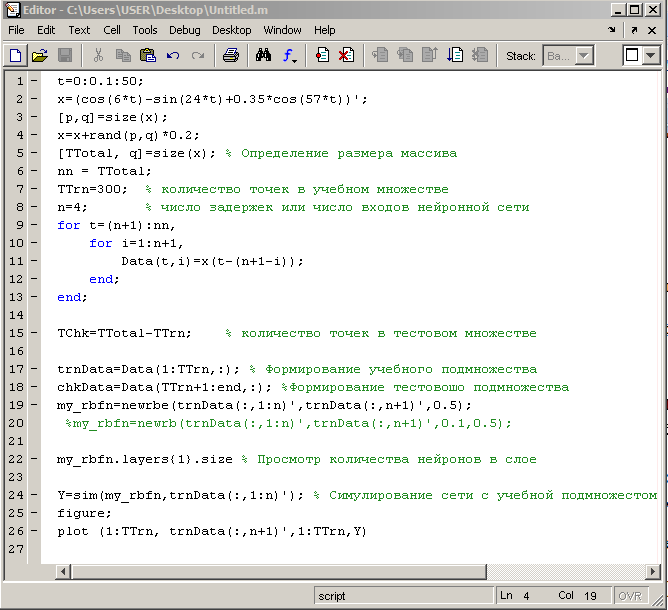 Editor - C:\Users\USER\Desktop\Untitled.m
File Edit Text Cell Tools Debug Desktop Window Help
Stack: Ba...
1 - t=0:0.1:50;
2 - x=(cos(6*t)-sin(24*t)+0.35*cos(57*t))';
3 - [p,q]=size(x);
4 - x=x+rand(p,q)*0.2;
5 - [TTotal, q]=size(x); % Определение размера массива
6 - nn = TTotal;
7 - TTrn=300; % количество точек в учебном множестве
8 - n=4; % число задержек или число входов нейронной сети
9 - for t=(n+1):nn,
10 - for i=1:n+1,
11 - Data(t,i)=x(t-(n+1-i));
12 - end;
13 - end;
14
15 - TChk=TTotal-TTrn; % количество точек в тестовом множестве
16
17 - trnData=Data(1:TTrn,:); % Формирование учебного подмножества
18 - chkData=Data(TTrn+1:end,:); %Формирование тестовошо подмножества
19 - my_rbfn=newrbe(trnData(:,1:n)',trnData(:,n+1)',0.5);
20 %my_rbfn=newrb(trnData(:,1:n)',trnData(:,n+1)',0.1,0.5);
21
22 - my_rbfn.layers{1}.size % Просмотр количества нейронов в слое
23
24 - Y=sim(my_rbfn,trnData(:,1:n)'); % Симулирование сети с учебной подмножестом
25 - figure;
26 - plot (1:TTrn, trnData(:,n+1)',1:TTrn,Y)
27
script Ln 4 Col 19 OVR